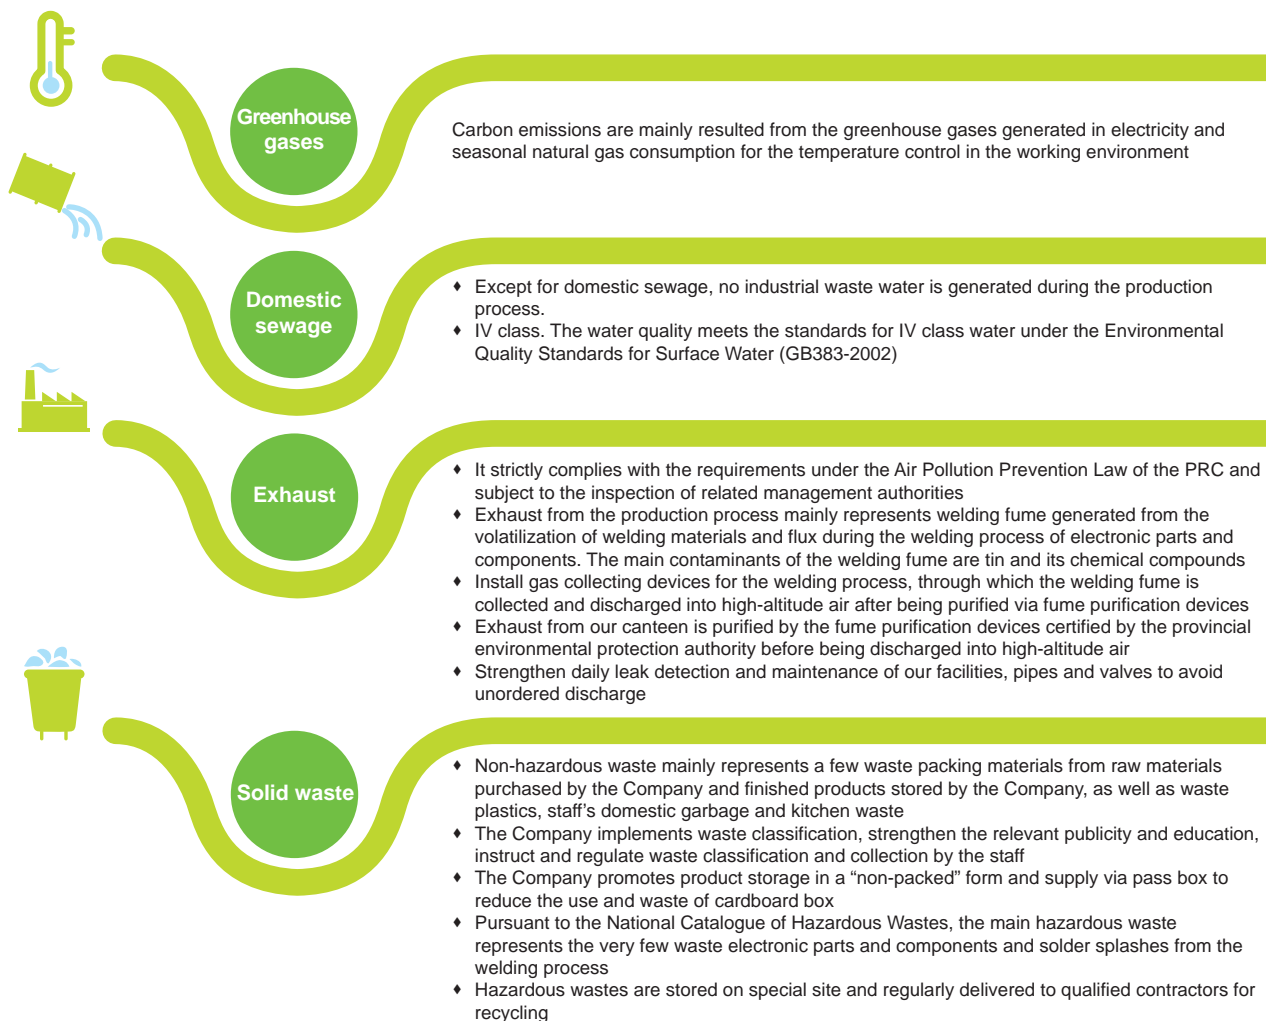 Greenhouse
gases
Carbon emissions are mainly resulted from the greenhouse gases generated in electricity and
seasonal natural gas consumption for the temperature control in the working environment
Domestic
sewage
♦ Except for domestic sewage, no industrial waste water is generated during the production
process.
♦ IV class. The water quality meets the standards for IV class water under the Environmental
Quality Standards for Surface Water (GB383-2002)
Exhaust
♦ It strictly complies with the requirements under the Air Pollution Prevention Law of the PRC and
subject to the inspection of related management authorities
♦ Exhaust from the production process mainly represents welding fume generated from the
volatilization of welding materials and flux during the welding process of electronic parts and
components. The main contaminants of the welding fume are tin and its chemical compounds
♦ Install gas collecting devices for the welding process, through which the welding fume is
collected and discharged into high-altitude air after being purified via fume purification devices
♦ Exhaust from our canteen is purified by the fume purification devices certified by the provincial
environmental protection authority before being discharged into high-altitude air
♦ Strengthen daily leak detection and maintenance of our facilities, pipes and valves to avoid
unordered discharge
Solid waste
♦ Non-hazardous waste mainly represents a few waste packing materials from raw materials
purchased by the Company and finished products stored by the Company, as well as waste
plastics, staff’s domestic garbage and kitchen waste
♦ The Company implements waste classification, strengthen the relevant publicity and education,
instruct and regulate waste classification and collection by the staff
♦ The Company promotes product storage in a “non-packed” form and supply via pass box to
reduce the use and waste of cardboard box
♦ Pursuant to the National Catalogue of Hazardous Wastes, the main hazardous waste
represents the very few waste electronic parts and components and solder splashes from the
welding process
♦ Hazardous wastes are stored on special site and regularly delivered to qualified contractors for
recycling